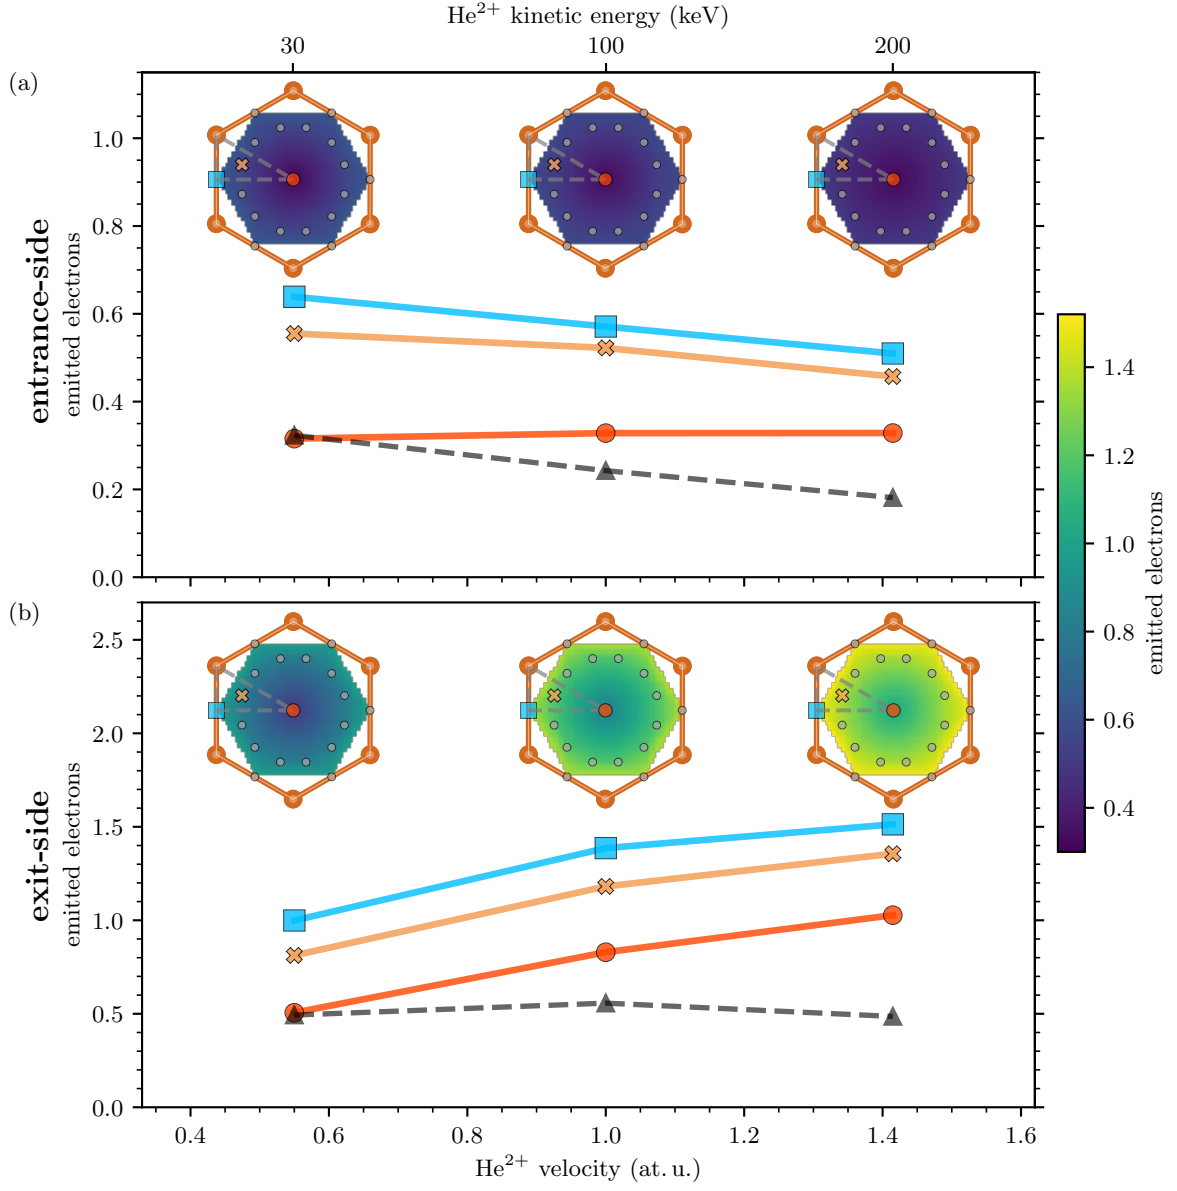 He²⁺ kinetic energy (keV)
30 100 200
(a)
1.0
0.8
0.6
0.4
0.2
0.0
entrance-side
emitted electrons
(b)
2.5
2.0
1.5
1.0
0.5
0.0
exit-side
emitted electrons
0.4 0.6 0.8 1.0 1.2 1.4 1.6
He²⁺ velocity (at. u.)
1.4
1.2
1.0
0.8
0.6
0.4
emitted electrons